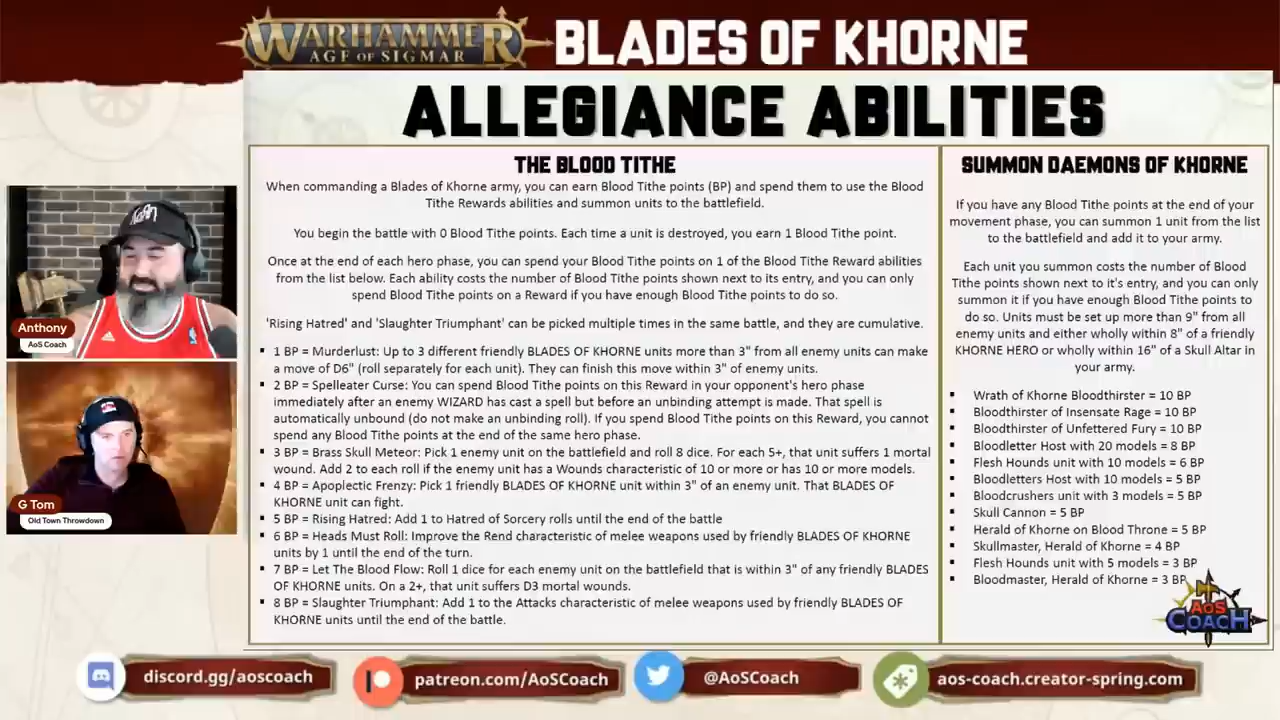 WARHAMMER
AGE OF SIGMAR
BLADES OF KHORNE
ALLEGIANCE ABILITIES
THE BLOOD TITHE
When commanding a Blades of Khorne army, you can earn Blood Tithe points (BP) and spend them to use the Blood
Tithe Rewards abilities and summon units to the battlefield.
You begin the battle with 0 Blood Tithe points. Each time a unit is destroyed, you earn 1 Blood Tithe point.
Once at the end of each hero phase, you can spend your Blood Tithe points on 1 of the Blood Tithe Reward abilities
from the list below. Each ability costs the number of Blood Tithe points shown next to its entry, and you can only
spend Blood Tithe points on a Reward if you have enough Blood Tithe points to do so.
'Rising Hatred' and 'Slaughter Triumphant' can be picked multiple times in the same battle, and they are cumulative.
▪ 1 BP = Murderlust: Up to 3 different friendly BLADES OF KHORNE units more than 3" from all enemy units can make
a move of D6" (roll separately for each unit). They can finish this move within 3" of enemy units.
▪ 2 BP = Spelleater Curse: You can spend Blood Tithe points on this Reward in your opponent's hero phase
immediately after an enemy WIZARD has cast a spell but before an unbinding attempt is made. That spell is
automatically unbound (do not make an unbinding roll). If you spend Blood Tithe points on this Reward, you cannot
spend any Blood Tithe points at the end of the same hero phase.
▪ 3 BP = Brass Skull Meteor: Pick 1 enemy unit on the battlefield and roll 8 dice. For each 5+, that unit suffers 1 mortal
wound. Add 2 to each roll if the enemy unit has a Wounds characteristic of 10 or more or has 10 or more models.
▪ 4 BP = Apoplectic Frenzy: Pick 1 friendly BLADES OF KHORNE unit within 3" of an enemy unit. That BLADES OF
KHORNE unit can fight.
▪ 5 BP = Rising Hatred: Add 1 to Hatred of Sorcery rolls until the end of the battle
▪ 6 BP = Heads Must Roll: Improve the Rend characteristic of melee weapons used by friendly BLADES OF KHORNE
units by 1 until the end of the turn.
▪ 7 BP = Let The Blood Flow: Roll 1 dice for each enemy unit on the battlefield that is within 3" of any friendly BLADES
OF KHORNE units. On a 2+, that unit suffers D3 mortal wounds.
▪ 8 BP = Slaughter Triumphant: Add 1 to the Attacks characteristic of melee weapons used by friendly BLADES OF
KHORNE units until the end of the battle.
SUMMON DAEMONS OF KHORNE
If you have any Blood Tithe points at the end of your
movement phase, you can summon 1 unit from the list
to the battlefield and add it to your army.
Each unit you summon costs the number of Blood
Tithe points shown next to it's entry, and you can only
summon it if you have enough Blood Tithe points to
do so. Units must be set up more than 9" from all
enemy units and either wholly within 8" of a friendly
KHORNE HERO or wholly within 16" of a Skull Altar in
your army.
▪ Wrath of Khorne Bloodthirster = 10 BP
▪ Bloodthirster of Insensate Rage = 10 BP
▪ Bloodthirster of Unfettered Fury = 10 BP
▪ Bloodletter Host with 20 models = 8 BP
▪ Flesh Hounds unit with 10 models = 6 BP
▪ Bloodletters Host with 10 models = 5 BP
▪ Bloodcrushers unit with 3 models = 5 BP
▪ Skull Cannon = 5 BP
▪ Herald of Khorne on Blood Throne = 5 BP
▪ Skullmaster, Herald of Khorne = 4 BP
▪ Flesh Hounds unit with 5 models = 3 BP
▪ Bloodmaster, Herald of Khorne = 3 BP
AoS
COACH
KoЯn
Anthony
AoS Coach
G Tom
Old Town Throwdown
discord.gg/aoscoach
patreon.com/AoSCoach
@AoSCoach
aos-coach.creator-spring.com